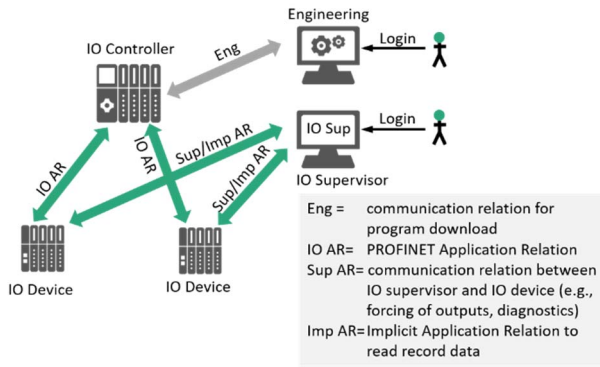 Engineering
IO Controller
Eng
Login
IO AR
IO AR
Sup/Imp AR
Sup/Imp AR
IO Sup
Login
IO Supervisor
IO Device
IO Device
Eng = communication relation for
program download
IO AR= PROFINET Application Relation
Sup AR= communication relation between
IO supervisor and IO device (e.g.,
forcing of outputs, diagnostics)
Imp AR=Implicit Application Relation to
read record data